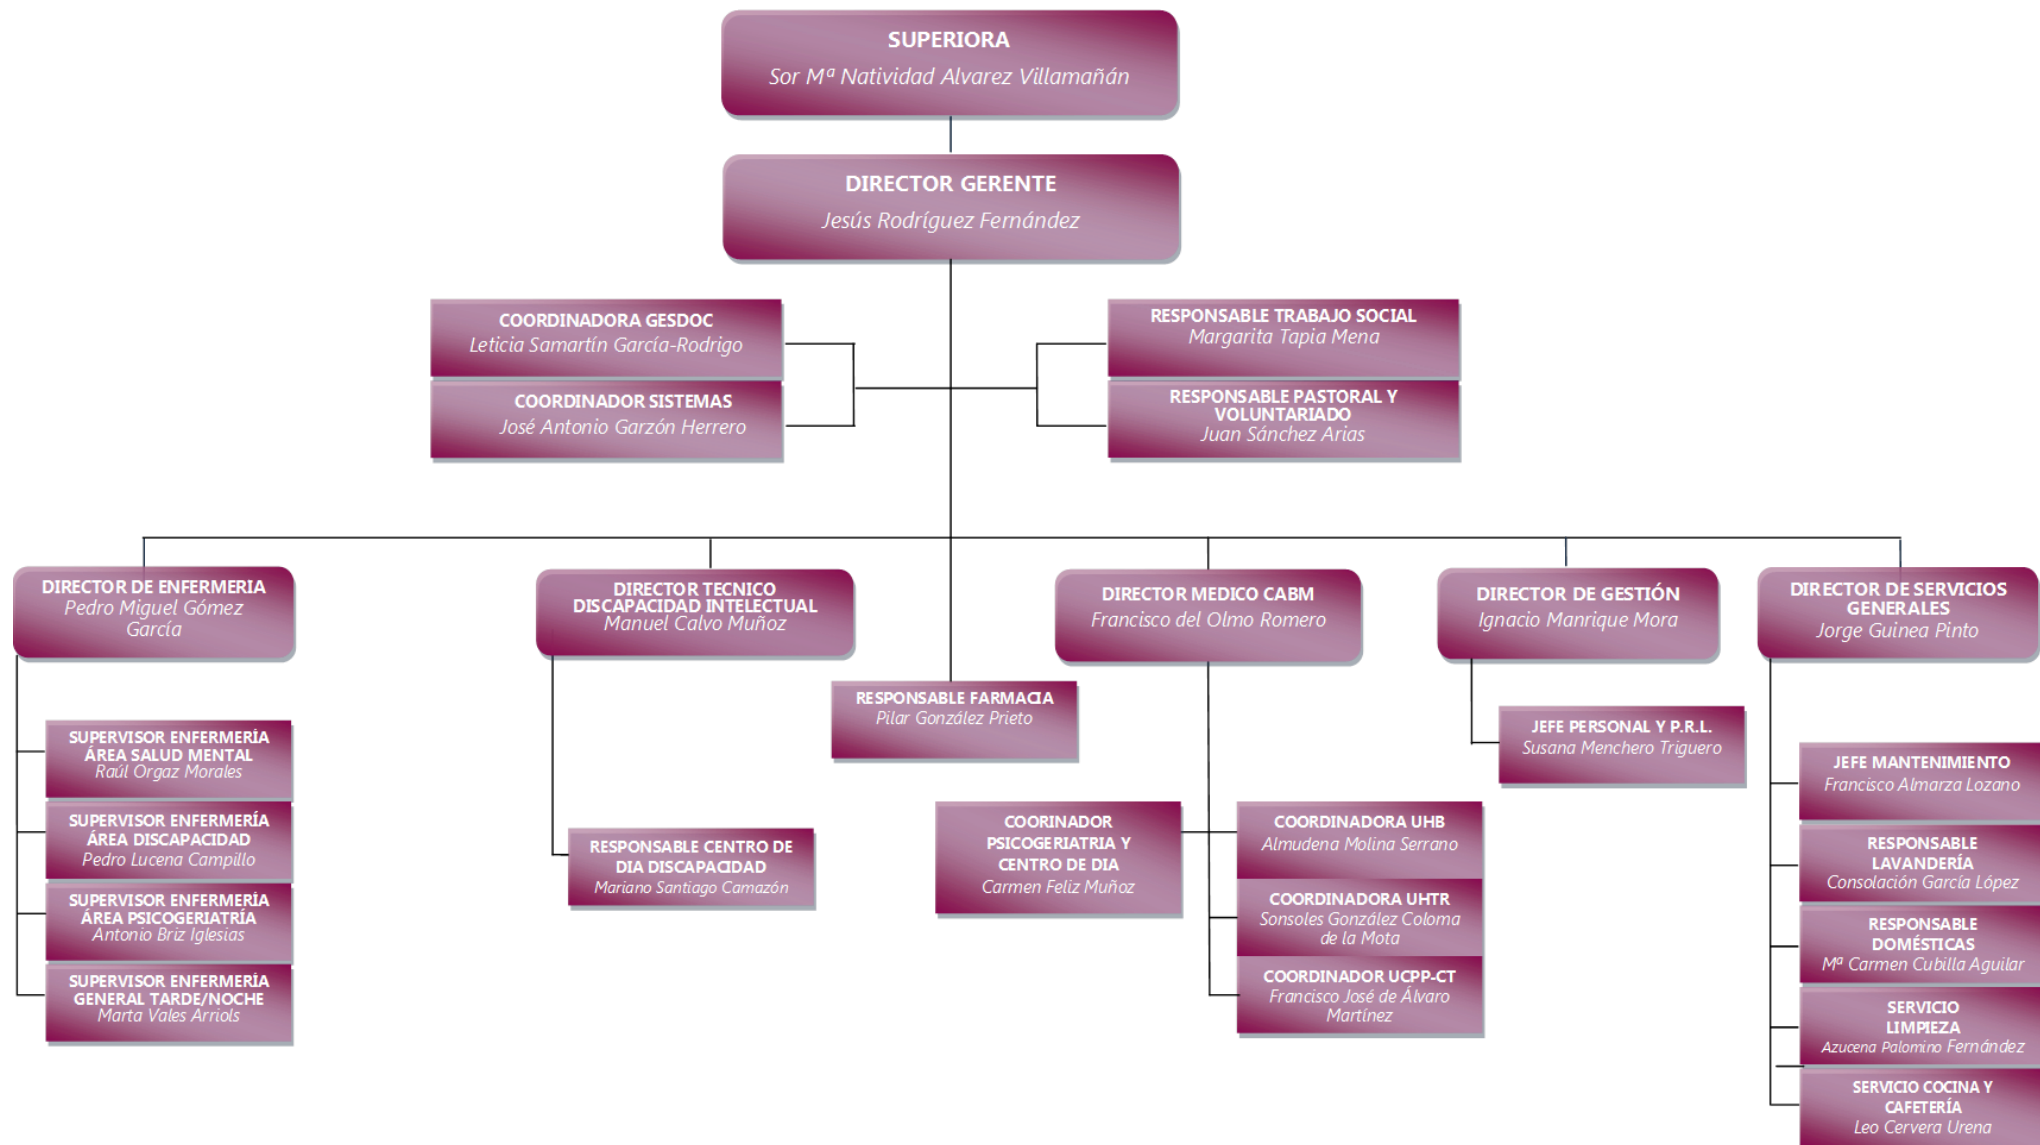 SUPERIORA
Sor Mª Natividad Alvarez Villamañán
DIRECTOR GERENTE
Jesús Rodríguez Fernández
COORDINADORA GESDOC
Leticia Samartín García-Rodrigo
COORDINADOR SISTEMAS
José Antonio Garzón Herrero
RESPONSABLE TRABAJO SOCIAL
Margarita Tapia Mena
RESPONSABLE PASTORAL Y
VOLUNTARIADO
Juan Sánchez Arias
DIRECTOR DE ENFERMERIA
Pedro Miguel Gómez
García
DIRECTOR TECNICO
DISCAPACIDAD INTELECTUAL
Manuel Calvo Muñoz
DIRECTOR MEDICO CABM
Francisco del Olmo Romero
DIRECTOR DE GESTIÓN
Ignacio Manrique Mora
DIRECTOR DE SERVICIOS
GENERALES
Jorge Guinea Pinto
RESPONSABLE FARMACIA
Pilar González Prieto
SUPERVISOR ENFERMERÍA
ÁREA SALUD MENTAL
Raúl Orgaz Morales
SUPERVISOR ENFERMERÍA
ÁREA DISCAPACIDAD
Pedro Lucena Campillo
SUPERVISOR ENFERMERÍA
ÁREA PSICOGERIATRÍA
Antonio Briz Iglesias
SUPERVISOR ENFERMERÍA
GENERAL TARDE/NOCHE
Marta Vales Arriols
RESPONSABLE CENTRO DE
DIA DISCAPACIDAD
Mariano Santiago Camazón
COORINADOR
PSICOGERIATRIA Y
CENTRO DE DIA
Carmen Feliz Muñoz
COORDINADORA UHB
Almudena Molina Serrano
COORDINADORA UHTR
Sonsoles González Coloma
de la Mota
COORDINADOR UCPP-CT
Francisco José de Álvaro
Martínez
JEFE PERSONAL Y P.R.L.
Susana Menchero Triguero
JEFE MANTENIMIENTO
Francisco Almarza Lozano
RESPONSABLE
LAVANDERÍA
Consolación García López
RESPONSABLE
DOMÉSTICAS
Mª Carmen Cubilla Aguilar
SERVICIO
LIMPIEZA
Azucena Palomino Fernández
SERVICIO COCINA Y
CAFETERÍA
Leo Cervera Urena